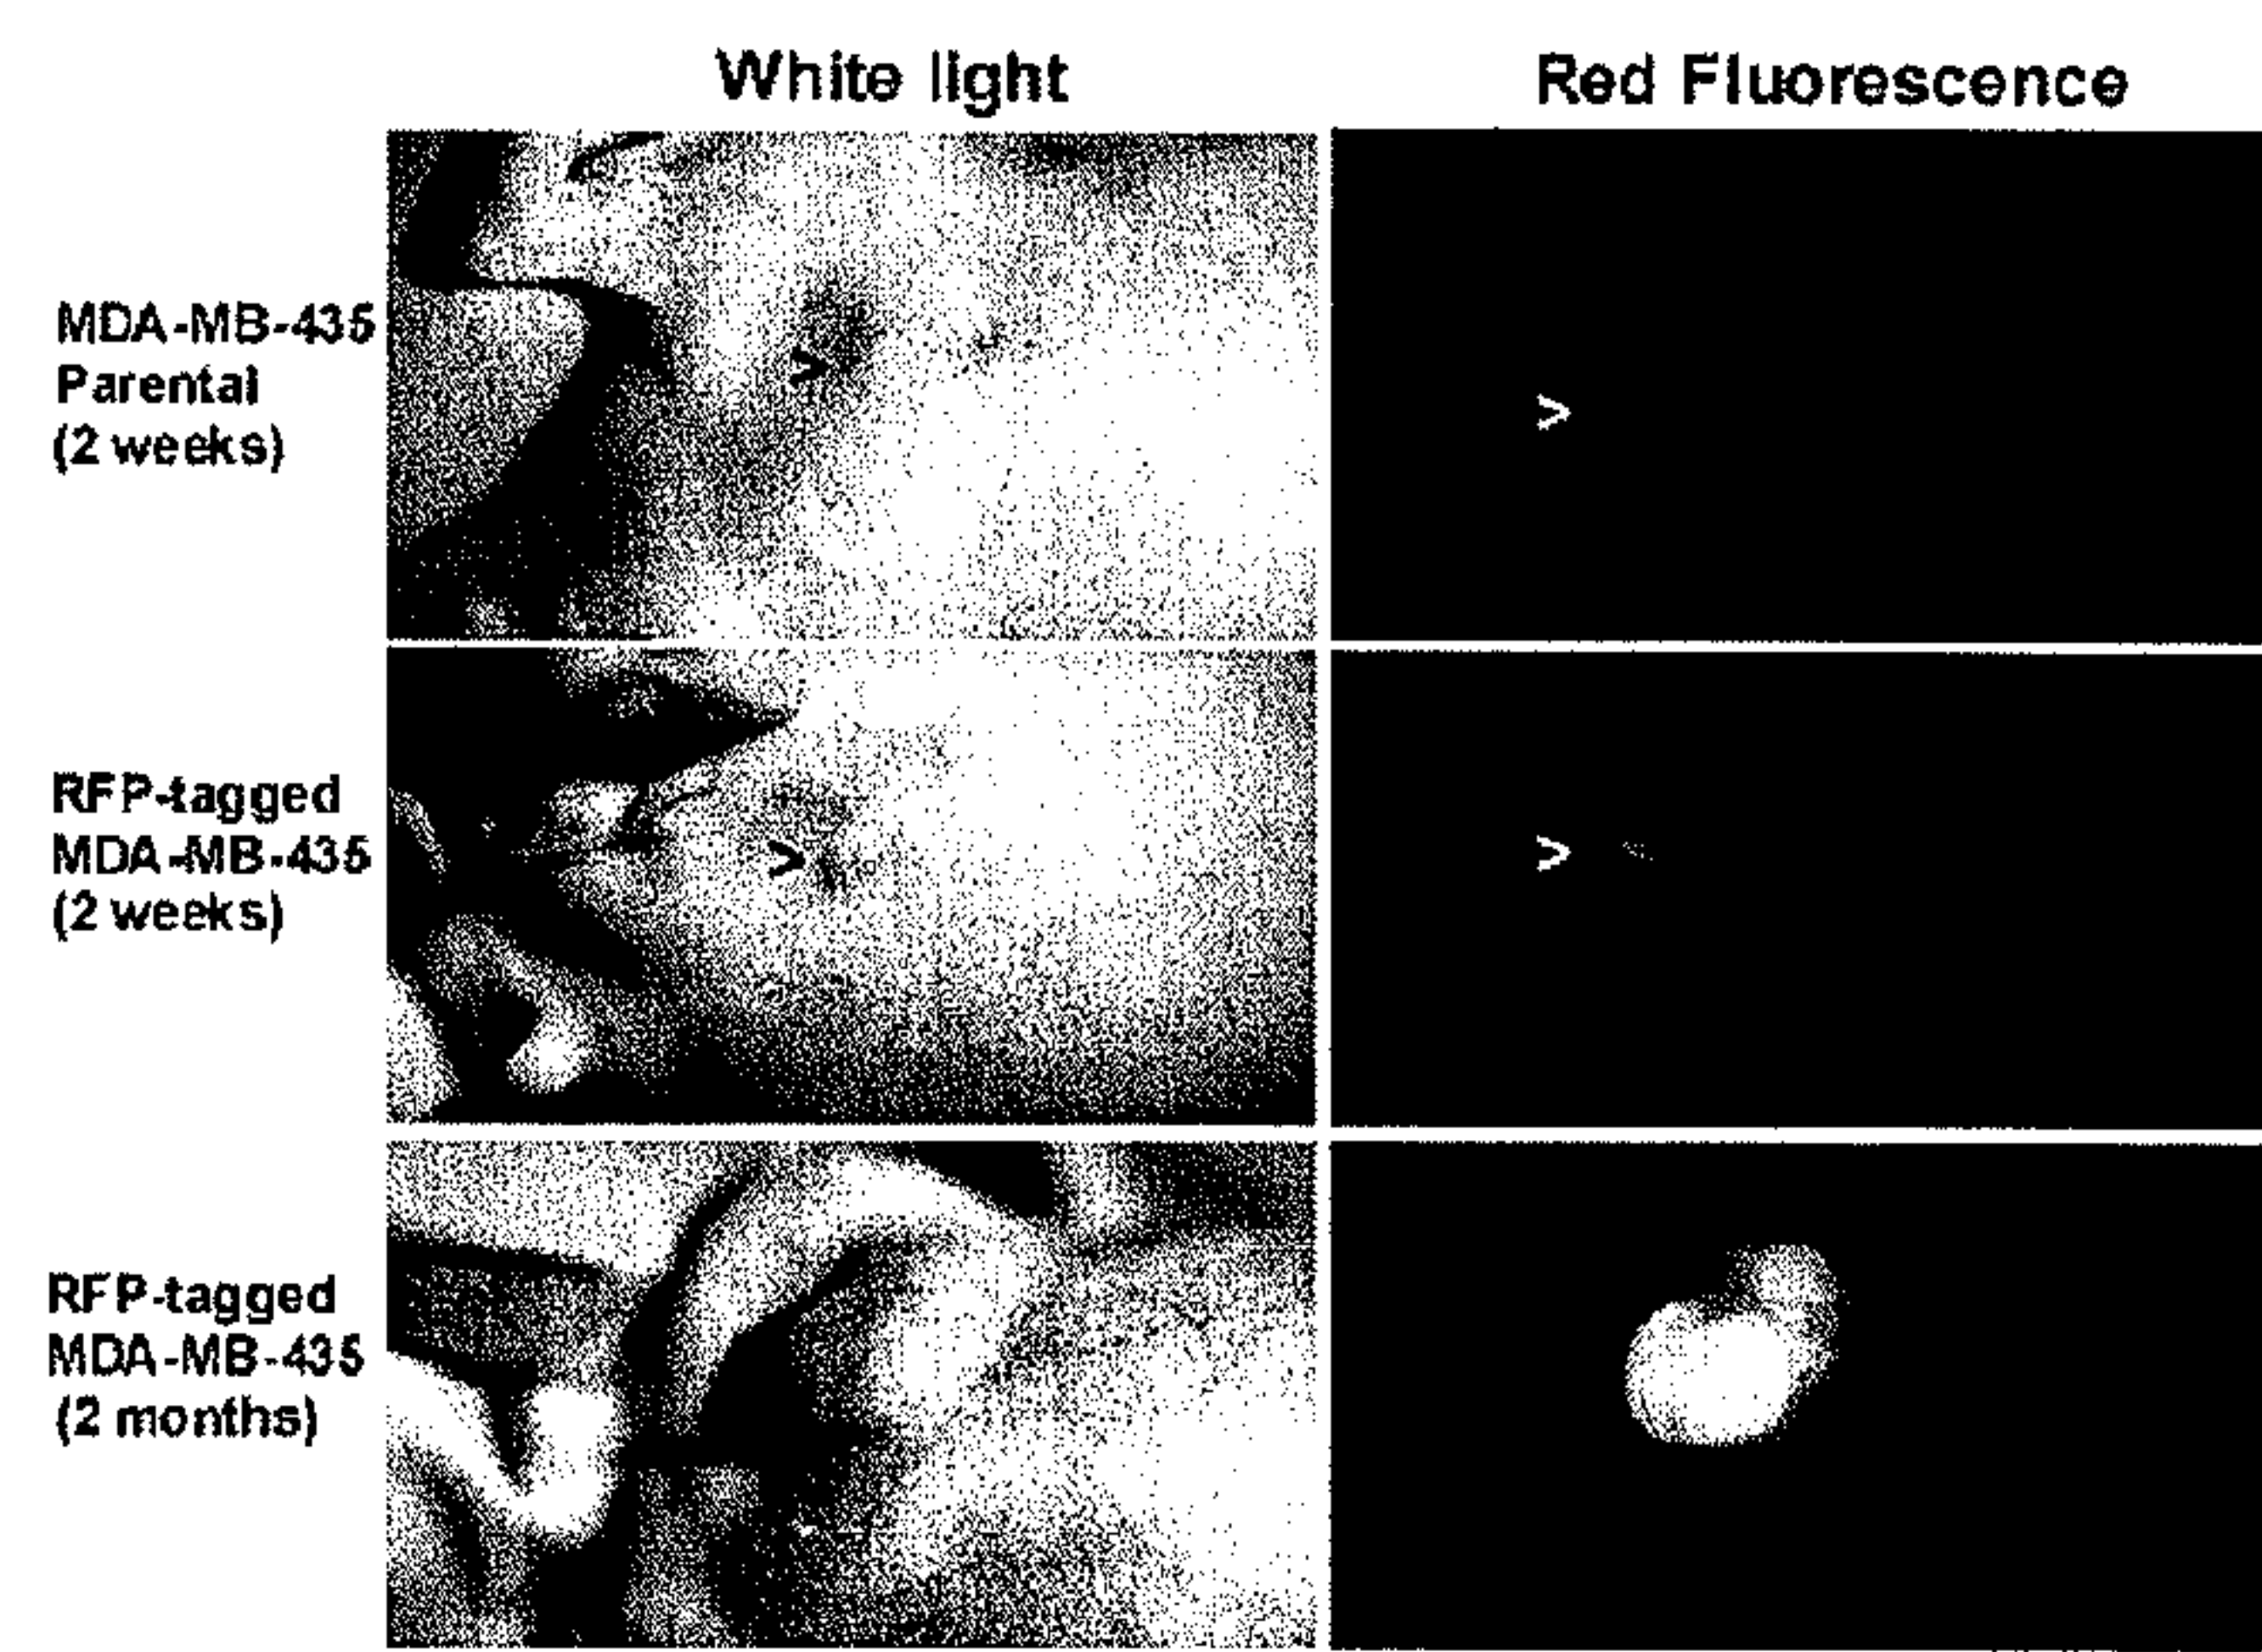 White light
Red Fluorescence
MDA-MB-435
Parental
(2 weeks)
>
>
RFP-tagged
MDA-MB-435
(2 weeks)
>
>
RFP-tagged
MDA-MB-435
(2 months)